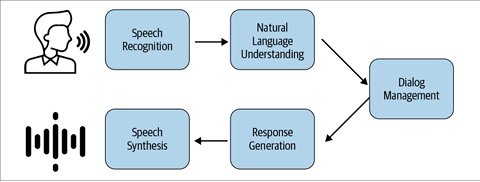 Speech
Recognition
Natural
Language
Understanding
Dialog
Management
Speech
Synthesis
Response
Generation